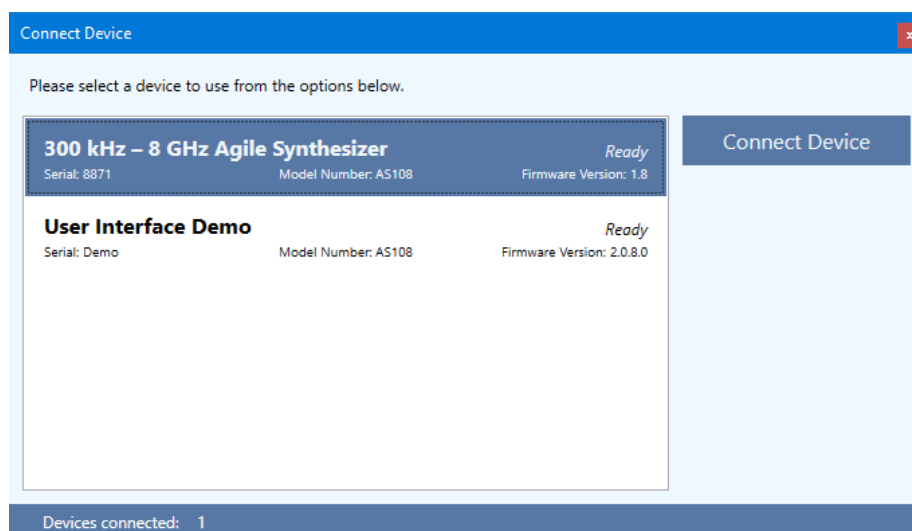 Connect Device
Please select a device to use from the options below.
300 kHz – 8 GHz Agile Synthesizer Ready
Serial: 8871 Model Number: AS108 Firmware Version: 1.8
Connect Device
User Interface Demo Ready
Serial: Demo Model Number: AS108 Firmware Version: 2.0.8.0
Devices connected: 1